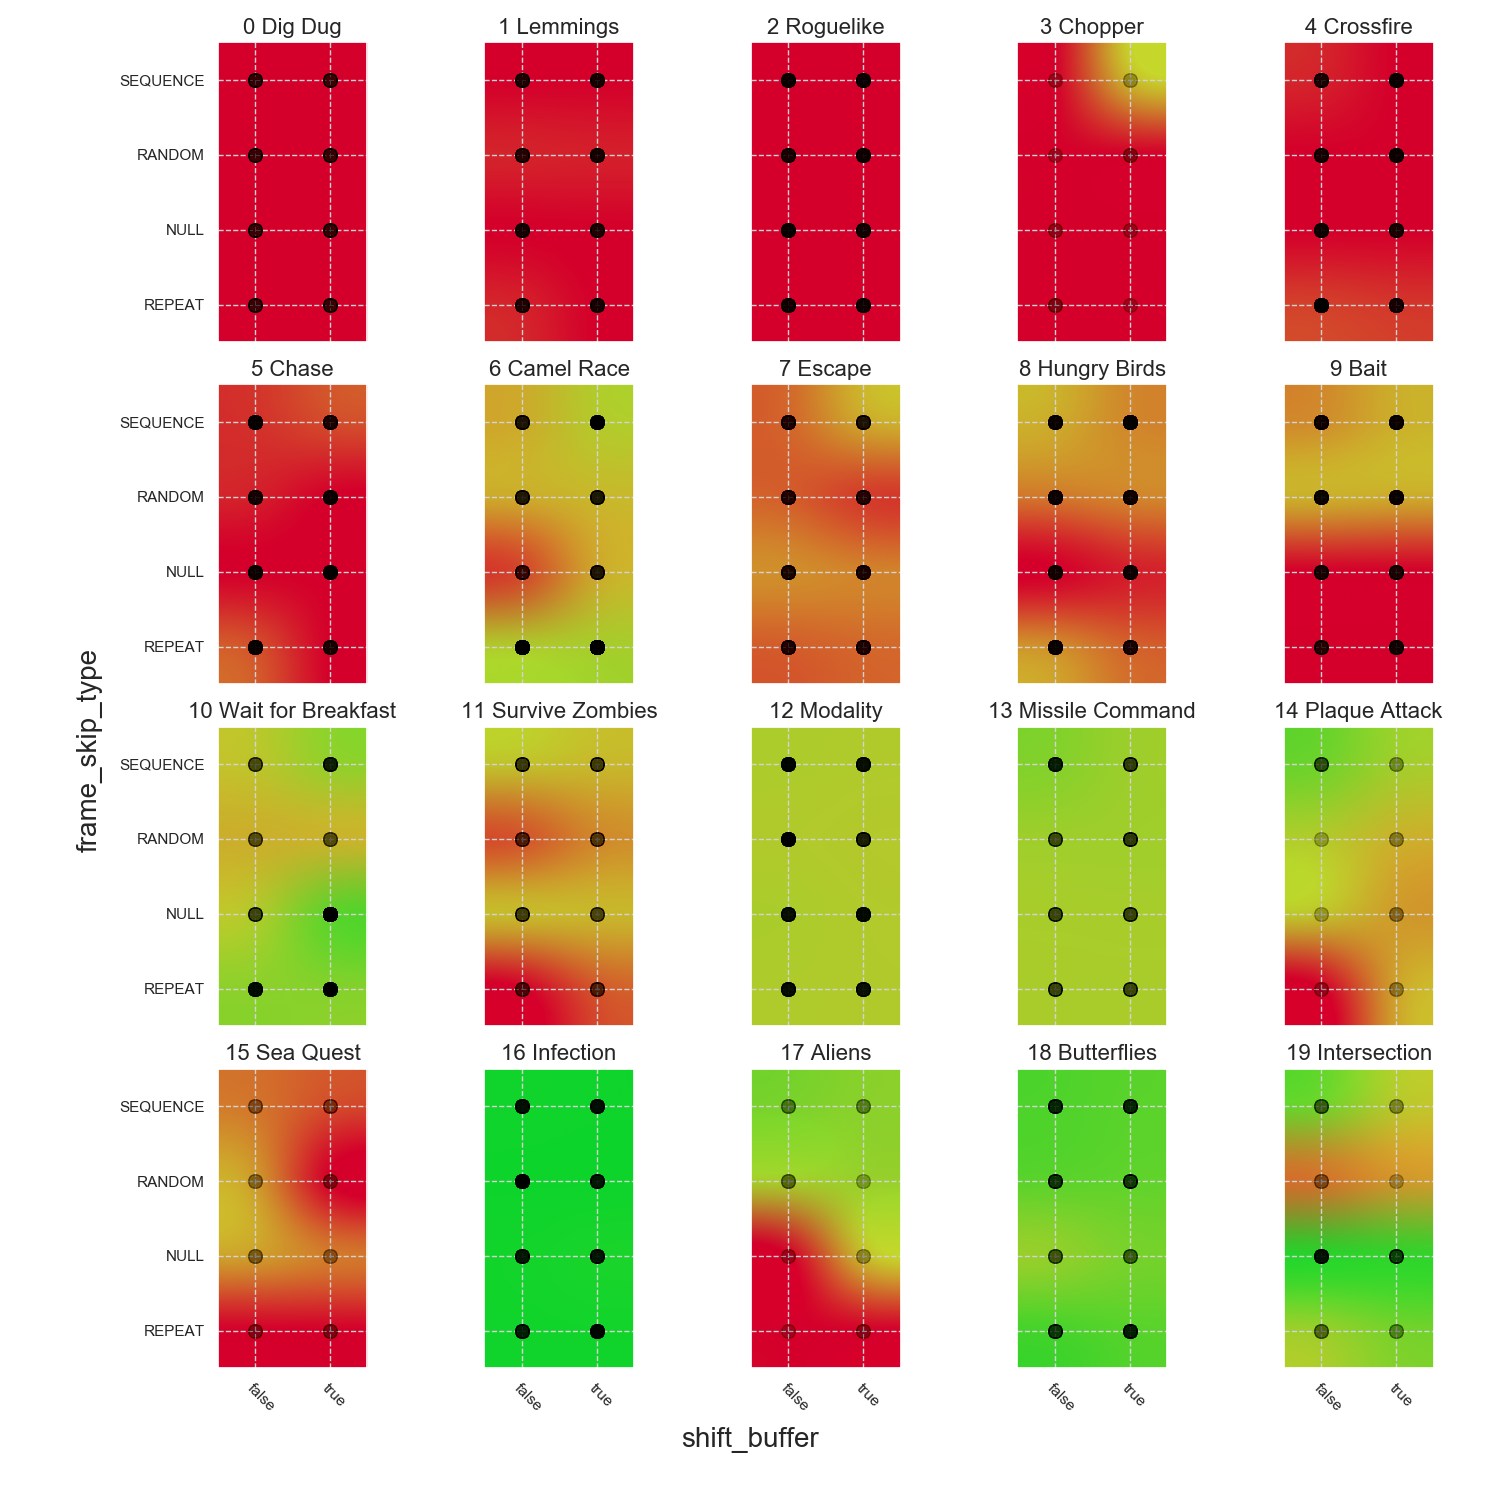 0 Dig Dug
1 Lemmings
2 Roguelike
3 Chopper
4 Crossfire
SEQUENCE
RANDOM
NULL
REPEAT
5 Chase
6 Camel Race
7 Escape
8 Hungry Birds
9 Bait
SEQUENCE
RANDOM
NULL
REPEAT
frame_skip_type
10 Wait for Breakfast
11 Survive Zombies
12 Modality
13 Missile Command
14 Plaque Attack
SEQUENCE
RANDOM
NULL
REPEAT
15 Sea Quest
16 Infection
17 Aliens
18 Butterflies
19 Intersection
SEQUENCE
RANDOM
NULL
REPEAT
false
true
false
true
false
true
false
true
false
true
shift_buffer